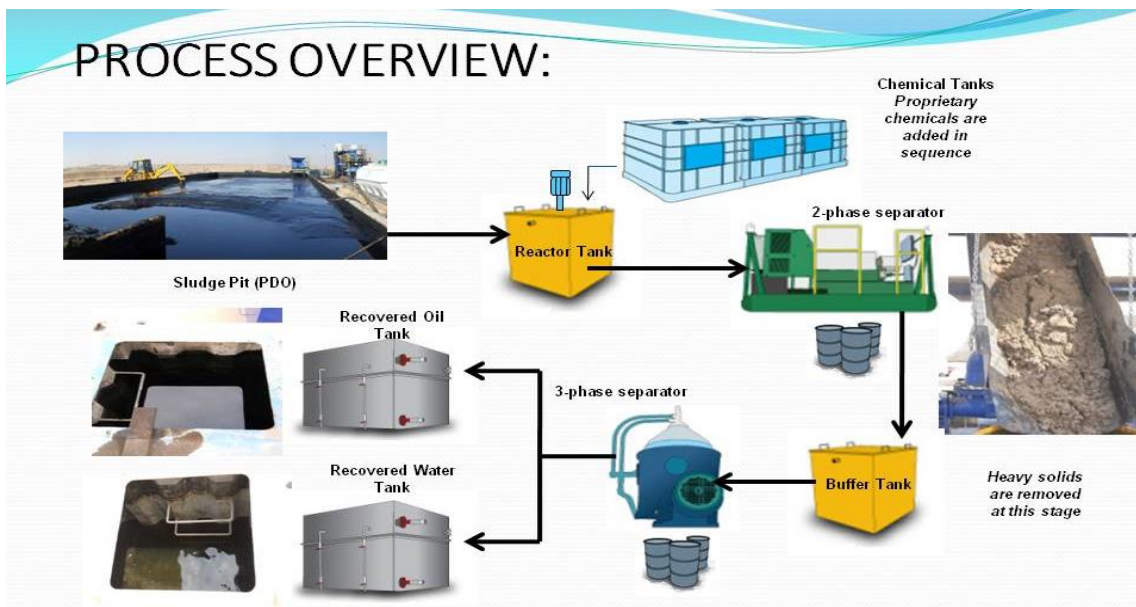 PROCESS OVERVIEW:
Chemical Tanks
Proprietary
chemicals are
added in
sequence
2-phase separator
Reactor Tank
Sludge Pit (PDO)
Recovered Oil
Tank
3-phase separator
Recovered Water
Tank
Buffer Tank
Heavy solids
are removed
at this stage